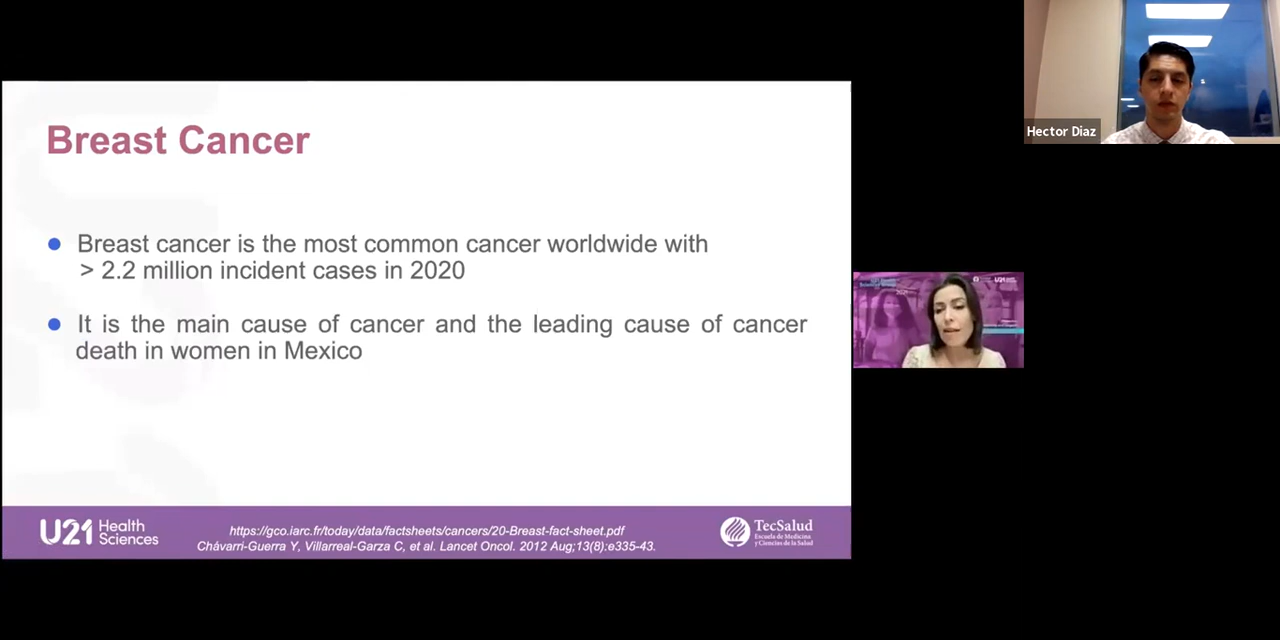 Breast Cancer
Breast cancer is the most common cancer worldwide with
> 2.2 million incident cases in 2020
It is the main cause of cancer and the leading cause of cancer
death in women in Mexico
U21 Health
Sciences
https://gco.iarc.fr/today/data/factsheets/cancers/20-Breast-fact-sheet.pdf
Chávarri-Guerra Y, Villarreal-Garza C, et al. Lancet Oncol. 2012 Aug;13(8):e335-43.
TecSalud
Escuela de Medicina
y Ciencias de la Salud
Hector Diaz
2021
U21